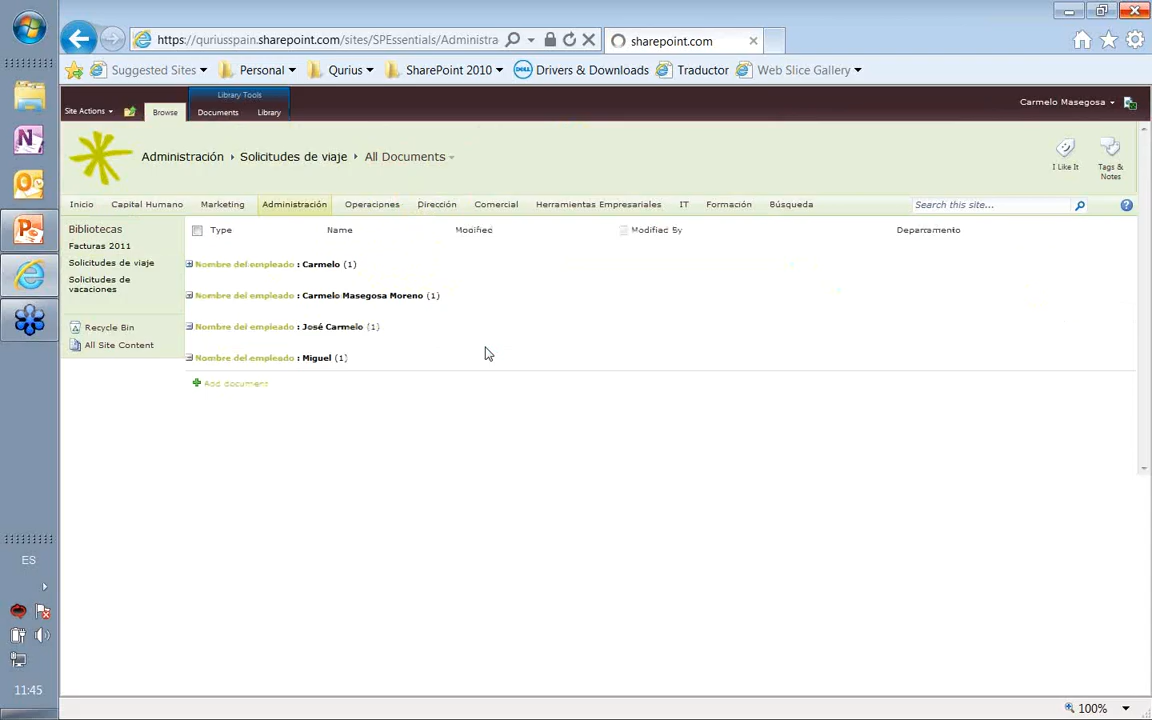 https://quriusspain.sharepoint.com/sites/SPEssentials/Administra
sharepoint.com
Suggested Sites
Personal
Qurius
SharePoint 2010
Drivers & Downloads
Traductor
Web Slice Gallery
Library Tools
Site Actions
Browse
Documents
Library
Carmelo Masegosa
Administración
Solicitudes de viaje
All Documents
I Like It
Tags &
Notes
Inicio
Capital Humano
Marketing
Administración
Operaciones
Dirección
Comercial
Herramientas Empresariales
IT
Formación
Búsqueda
Search this site...
Bibliotecas
Facturas 2011
Solicitudes de viaje
Solicitudes de
vacaciones
Recycle Bin
All Site Content
Type
Name
Modified
Modified By
Departamento
Nombre del empleado : Carmelo (1)
Nombre del empleado : Carmelo Masegosa Moreno (1)
Nombre del empleado : José Carmelo (1)
Nombre del empleado : Miguel (1)
Add document
ES
11:45
100%